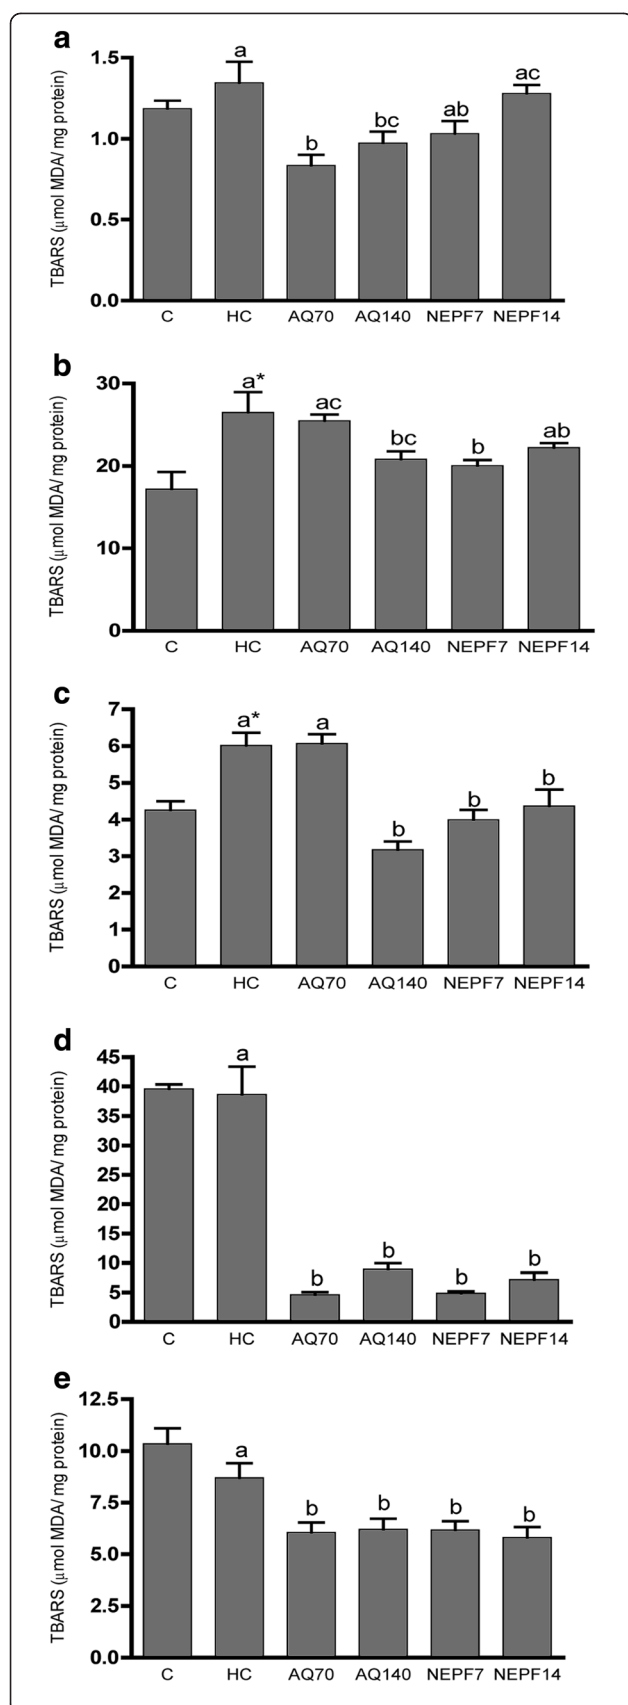 a
TBARS (μmol MDA/ mg protein)
1.5
1.0
0.5
0.0
a
b
bc
ab
ac
C HC AQ70 AQ140 NEPF7 NEPF14
b
TBARS (μmol MDA/ mg protein)
30
20
10
0
a*
ac
bc
b
ab
C HC AQ70 AQ140 NEPF7 NEPF14
c
TBARS (μmol MDA/ mg protein)
7
6
5
4
3
2
1
0
a*
a
b
b
b
C HC AQ70 AQ140 NEPF7 NEPF14
d
TBARS (μmol MDA/ mg protein)
45
40
35
30
25
20
15
10
5
0
a
b
b
b
b
C HC AQ70 AQ140 NEPF7 NEPF14
e
TBARS (μmol MDA/ mg protein)
12.5
10.0
7.5
5.0
2.5
0.0
a
b
b
b
b
C HC AQ70 AQ140 NEPF7 NEPF14